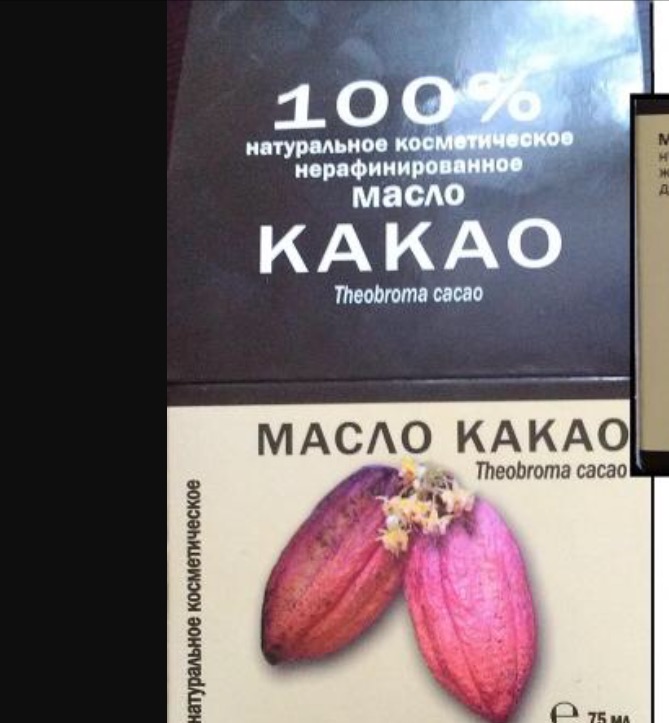 100%
натуральное косметическое
нерафинированное
масло
КАКАО
Theobroma cacao
МАСЛО КАКАО
Theobroma cacao
натуральное косметическое
℮ 75 мл